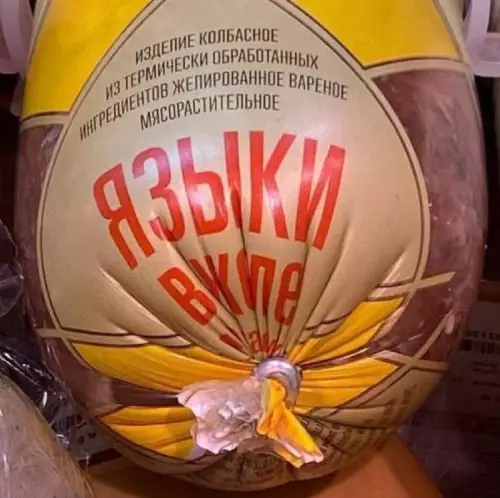 ИЗДЕЛИЕ КОЛБАСНОЕ
ИЗ ТЕРМИЧЕСКИ ОБРАБОТАННЫХ
ИНГРЕДИЕНТОВ ЖЕЛИРОВАННОЕ ВАРЕНОЕ
МЯСОРАСТИТЕЛЬНОЕ
ЯЗЫКИ
В